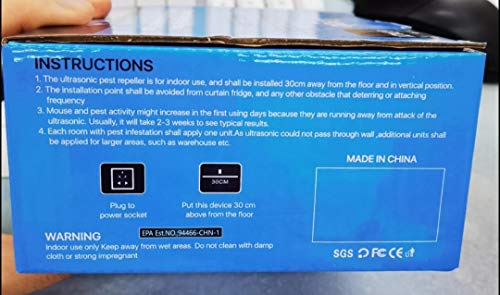 INSTRUCTIONS
1. The ultrasonic pest repeller is for indoor use, and shall be installed 30cm away from the floor and in vertical position.
2. The installation point shall be avoided from curtain fridge, and any other obstacle that deterring or attaching
frequency
3. Mouse and pest activity might increase in the first using days because they are running away from attack of the
ultrasonic. Usually, it will take 2-3 weeks to see typical results.
4. Each room with pest infestation shall apply one unit.As ultrasonic could not pass through wall ,additional units shall
be applied for larger areas, such as warehouse etc.
MADE IN CHINA
30CM
Plug to
power socket
Put this device 30 cm
above from the floor
EPA Est.NO.:94466-CHN-1
WARNING
Indoor use only Keep away from wet areas. Do not clean with damp
cloth or strong impregnant
SGS FC CE